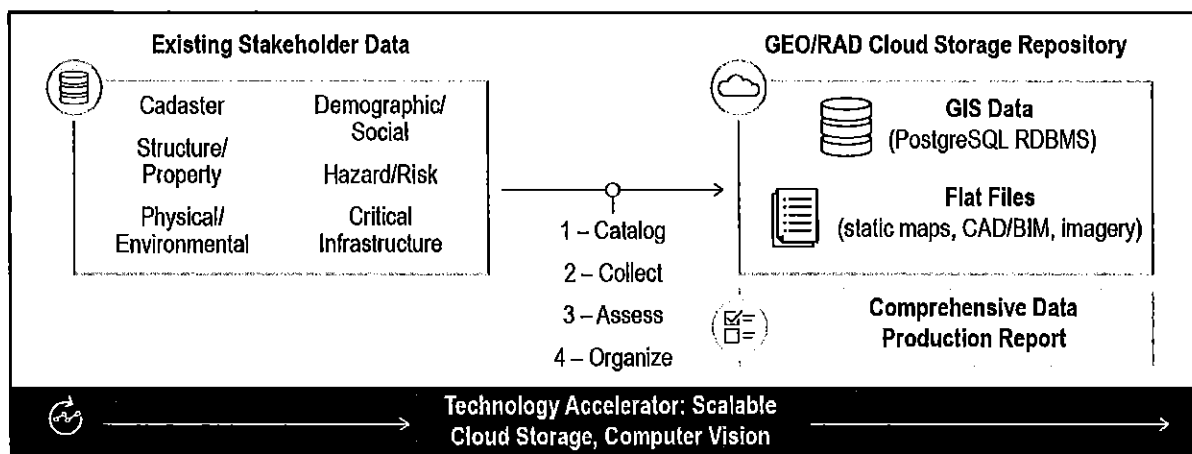 Existing Stakeholder Data
Cadaster
Structure/
Property
Physical/
Environmental
Demographic/
Social
Hazard/Risk
Critical
Infrastructure
1 – Catalog
2 – Collect
3 – Assess
4 – Organize
GEO/RAD Cloud Storage Repository
GIS Data
(PostgreSQL RDBMS)
Flat Files
(static maps, CAD/BIM, imagery)
Comprehensive Data
Production Report
Technology Accelerator: Scalable
Cloud Storage, Computer Vision